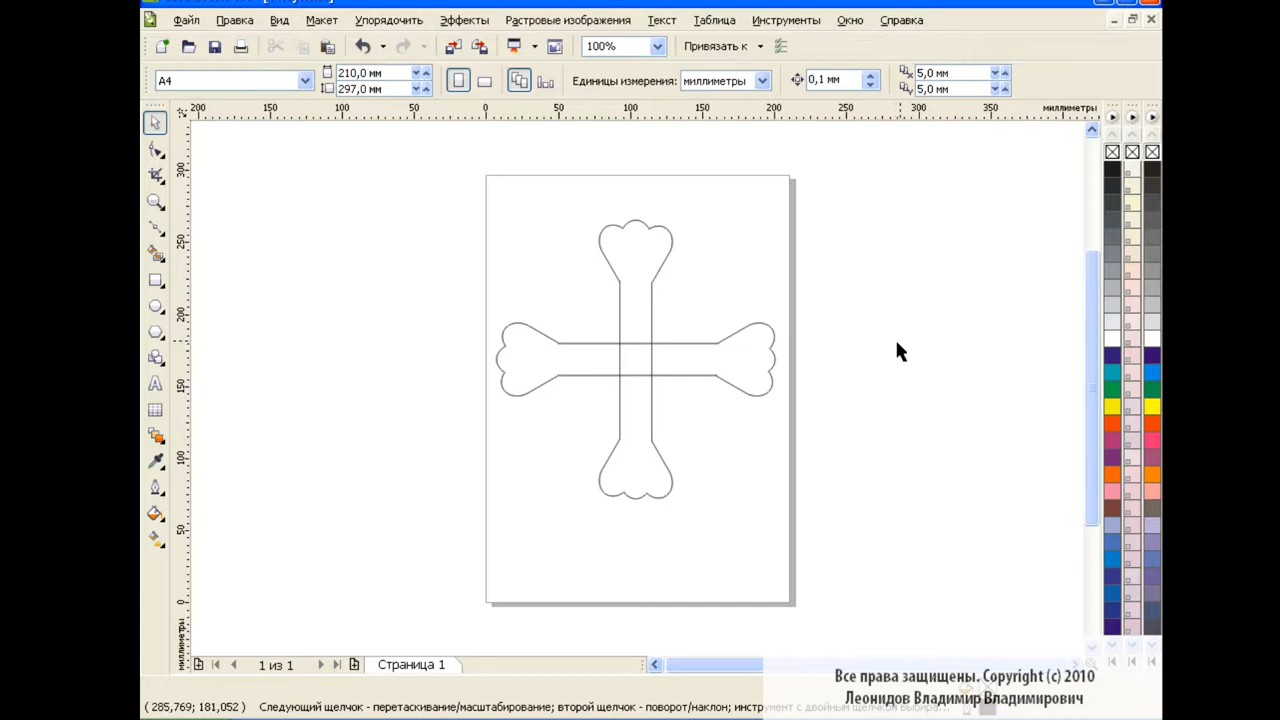 Файл Правка Вид Макет Упорядочить Эффекты Растровые изображения Текст Таблица Инструменты Окно Справка
100% Привязать к
A4 210,0 мм 297,0 мм Единицы измерения: миллиметры 0,1 мм 5,0 мм 5,0 мм
200 150 100 50 0 50 100 150 200 250 300 350 миллиметры
300
250
200
150
100
50
0
миллиметры
1 из 1 Страница 1
Все права защищены. Copyright (c) 2010
Леонидов Владимир Владимирович
( 285,769; 181,052 ) Следующий щелчок - перетаскивание/масштабирование; второй щелчок - поворот/наклон; инструмент с двойным щелчком выбира...